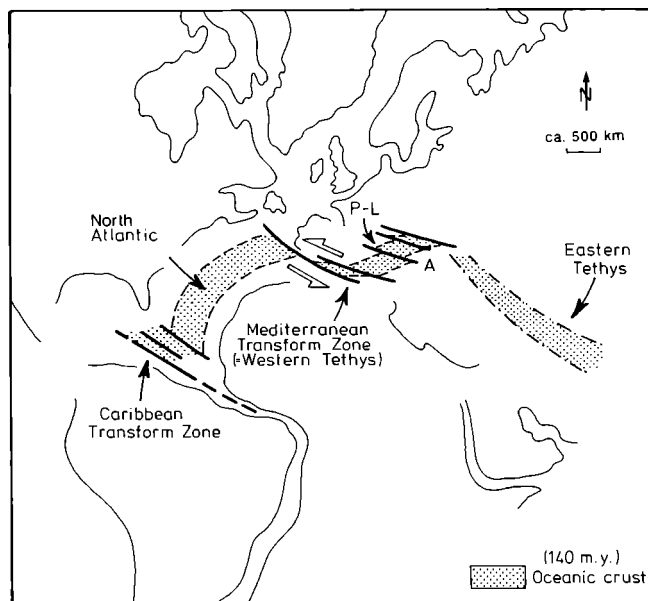 N
ca. 500 km
P-L
North
Atlantic
A
Eastern
Tethys
Mediterranean
Transform Zone
(=Western Tethys)
Caribbean
Transform Zone
(140 m.y.)
Oceanic crust